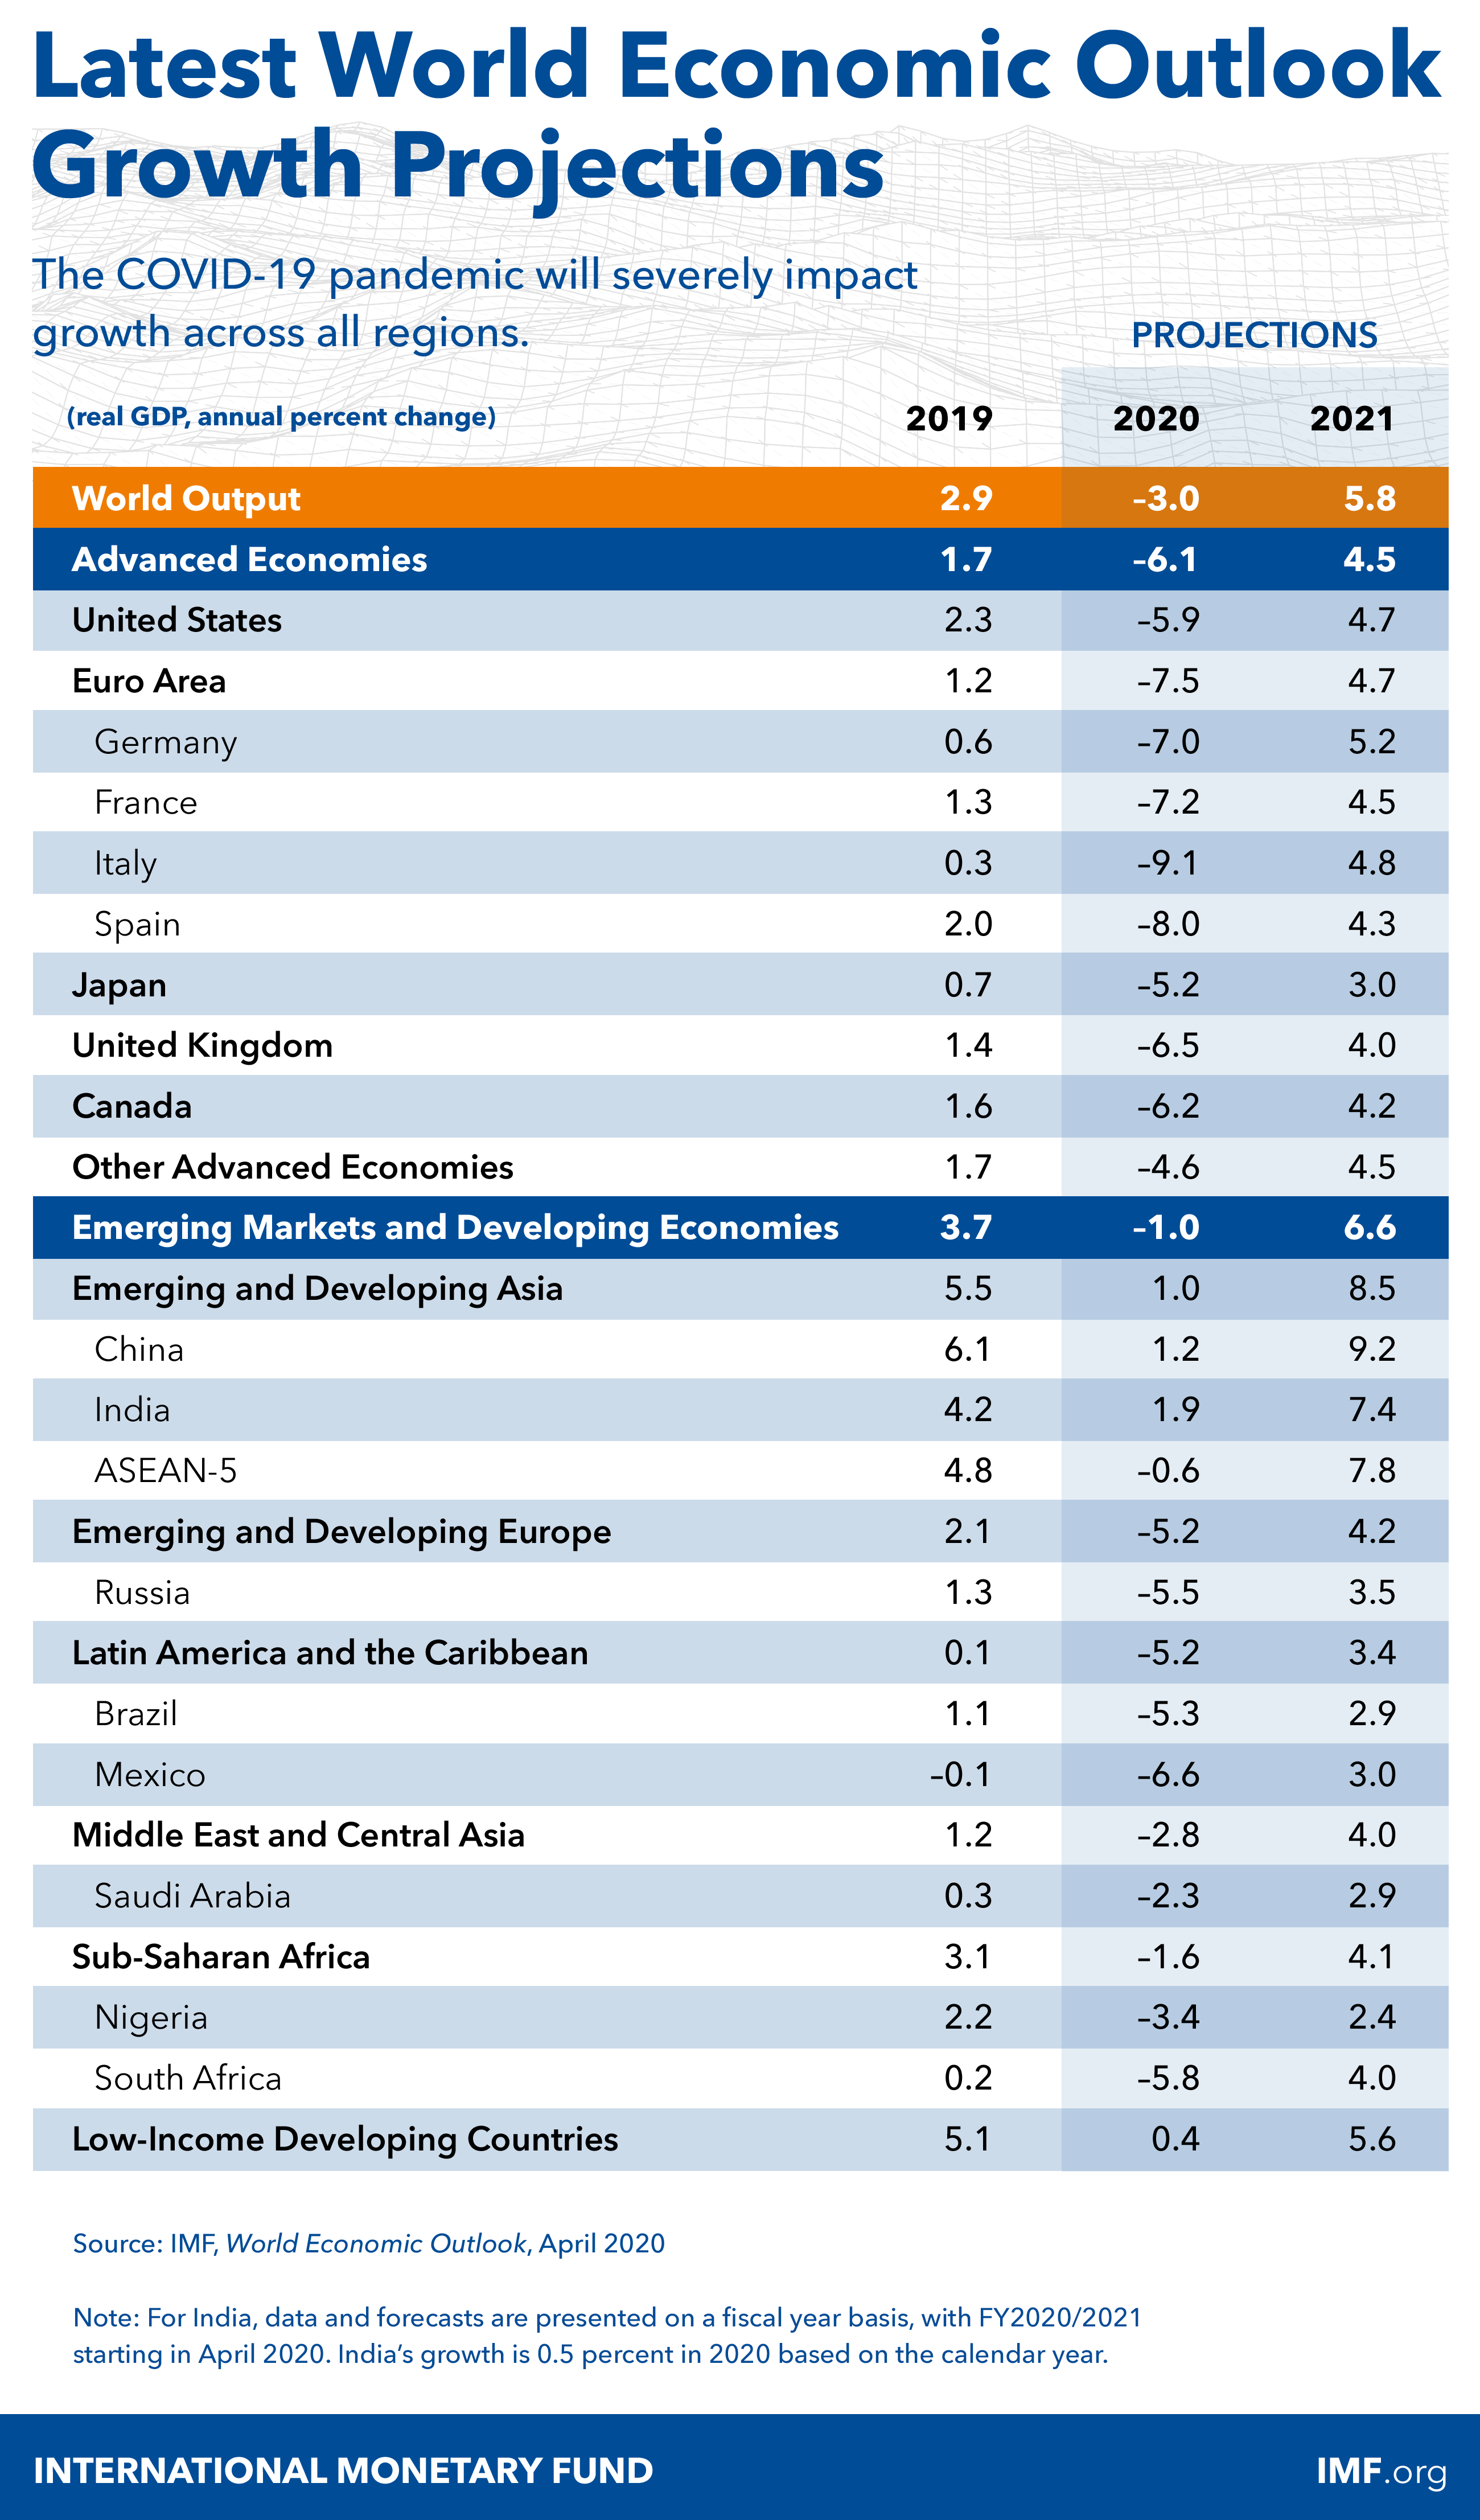 Latest World Economic Outlook
Growth Projections
The COVID-19 pandemic will severely impact
growth across all regions.
PROJECTIONS
(real GDP, annual percent change) 2019 2020 2021
World Output 2.9 –3.0 5.8
Advanced Economies 1.7 –6.1 4.5
United States 2.3 –5.9 4.7
Euro Area 1.2 –7.5 4.7
Germany 0.6 –7.0 5.2
France 1.3 –7.2 4.5
Italy 0.3 –9.1 4.8
Spain 2.0 –8.0 4.3
Japan 0.7 –5.2 3.0
United Kingdom 1.4 –6.5 4.0
Canada 1.6 –6.2 4.2
Other Advanced Economies 1.7 –4.6 4.5
Emerging Markets and Developing Economies 3.7 –1.0 6.6
Emerging and Developing Asia 5.5 1.0 8.5
China 6.1 1.2 9.2
India 4.2 1.9 7.4
ASEAN-5 4.8 –0.6 7.8
Emerging and Developing Europe 2.1 –5.2 4.2
Russia 1.3 –5.5 3.5
Latin America and the Caribbean 0.1 –5.2 3.4
Brazil 1.1 –5.3 2.9
Mexico –0.1 –6.6 3.0
Middle East and Central Asia 1.2 –2.8 4.0
Saudi Arabia 0.3 –2.3 2.9
Sub-Saharan Africa 3.1 –1.6 4.1
Nigeria 2.2 –3.4 2.4
South Africa 0.2 –5.8 4.0
Low-Income Developing Countries 5.1 0.4 5.6
Source: IMF, World Economic Outlook, April 2020
Note: For India, data and forecasts are presented on a fiscal year basis, with FY2020/2021
starting in April 2020. India’s growth is 0.5 percent in 2020 based on the calendar year.
INTERNATIONAL MONETARY FUND IMF.org